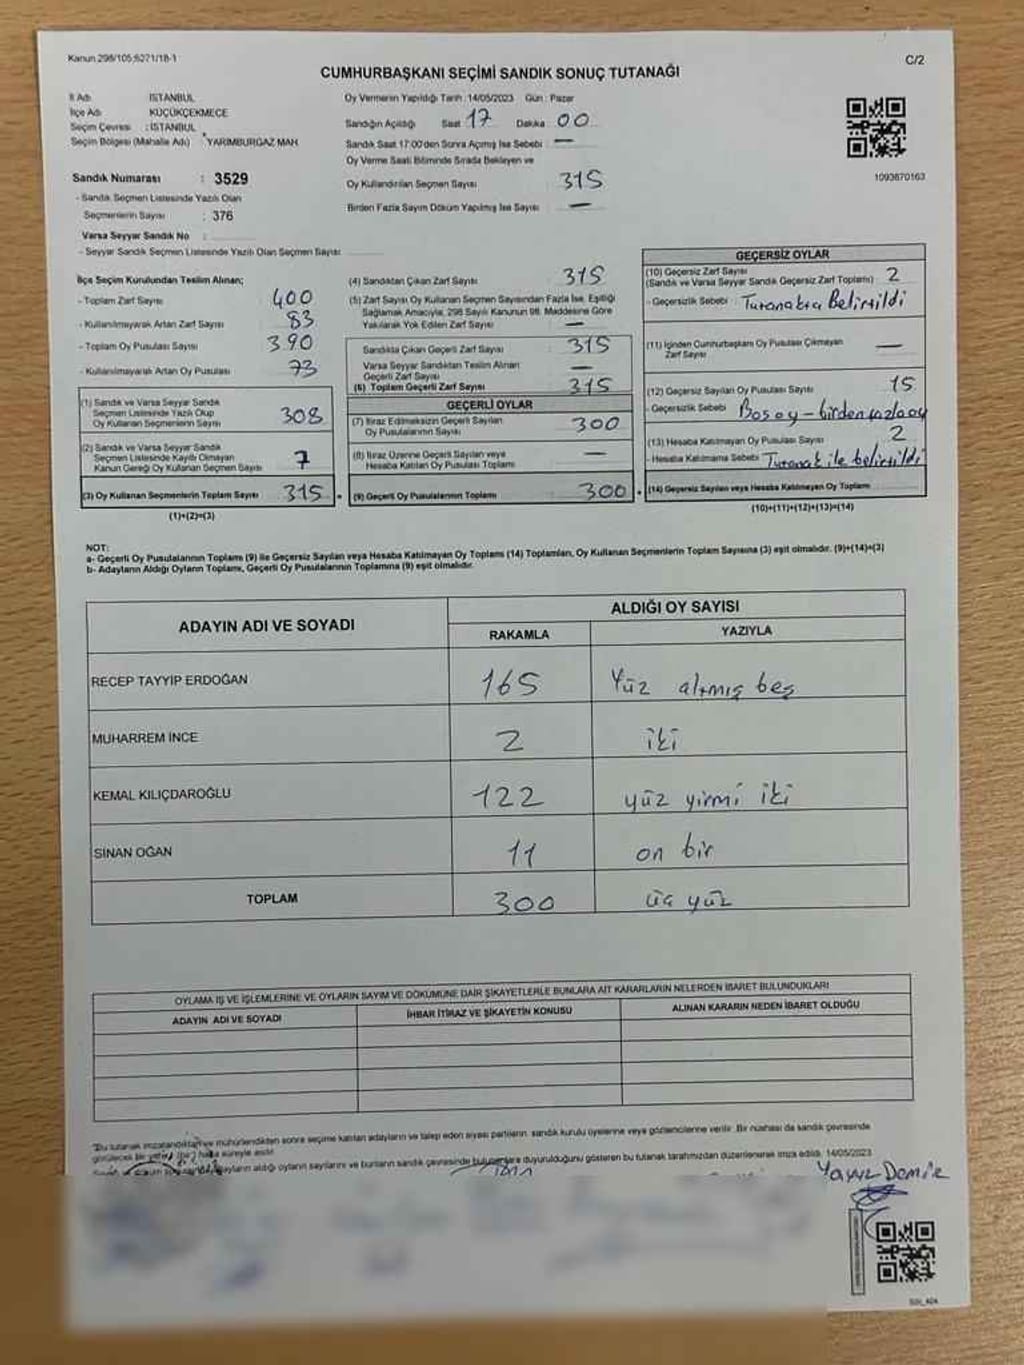 Kanun 298/105;6271/18-1
C/2
CUMHURBAŞKANI SEÇİMİ SANDIK SONUÇ TUTANAĞI
İl Adı İSTANBUL
İlçe Adı KÜÇÜKÇEKMECE
Seçim Çevresi : İSTANBUL
Seçim Bölgesi (Mahalle Adı) YARIMBURGAZ MAH
Sandık Numarası : 3529
- Sandık Seçmen Listesinde Yazılı Olan
Seçmenlerin Sayısı : 376
Varsa Seyyar Sandık No :
- Seyyar Sandık Seçmen Listesinde Yazılı Olan Seçmen Sayısı
Oy Vermenin Yapıldığı Tarih : 14/05/2023 Gün : Pazar
Sandığın Açıldığı Saat 17 Dakika 00
Sandık Saat 17:00'den Sonra Açılmış İse Sebebi : —
Oy Verme Saati Bitiminde Sırada Bekleyen ve
Oy Kullandırılan Seçmen Sayısı : 315
Birden Fazla Sayım Döküm Yapılmış İse Sayısı : —
1093870163
İlçe Seçim Kurulundan Teslim Alınan;
- Toplam Zarf Sayısı 400
- Kullanılmayarak Artan Zarf Sayısı 83
- Toplam Oy Pusulası Sayısı 390
- Kullanılmayarak Artan Oy Pusulası 73
(1) Sandık ve Varsa Seyyar Sandık
Seçmen Listesinde Yazılı Olup
Oy Kullanan Seçmenlerin Sayısı 308
(2) Sandık ve Varsa Seyyar Sandık
Seçmen Listesinde Kayıtlı Olmayan
Kanun Gereği Oy Kullanan Seçmen Sayısı 7
(3) Oy Kullanan Seçmenlerin Toplam Sayısı 315
(1)+(2)=(3)
(4) Sandıktan Çıkan Zarf Sayısı 315
(5) Zarf Sayısı Oy Kullanan Seçmen Sayısından Fazla İse, Eşitliği
Sağlamak Amacıyla, 298 Sayılı Kanunun 98. Maddesine Göre
Yakılarak Yok Edilen Zarf Sayısı —
Sandıkta Çıkan Geçerli Zarf Sayısı : 315
Varsa Seyyar Sandıktan Teslim Alınan
Geçerli Zarf Sayısı —
(6) Toplam Geçerli Zarf Sayısı 315
GEÇERLİ OYLAR
(7) İtiraz Edilmeksizin Geçerli Sayılan
Oy Pusulalarının Sayısı 300
(8) İtiraz Üzerine Geçerli Sayılan veya
Hesaba Katılan Oy Pusulası Toplamı —
(9) Geçerli Oy Pusulalarının Toplamı 300
GEÇERSİZ OYLAR
(10) Geçersiz Zarf Sayısı
(Sandık ve Varsa Seyyar Sandık Geçersiz Zarf Toplamı) 2
- Geçersizlik Sebebi : Tutanakta Belirtildi
(11) İçinden Cumhurbaşkanı Oy Pusulası Çıkmayan
Zarf Sayısı —
(12) Geçersiz Sayılan Oy Pusulası Sayısı 15
- Geçersizlik Sebebi Boş oy - birden fazla oy
(13) Hesaba Katılmayan Oy Pusulası Sayısı 2
- Hesaba Katılmama Sebebi Tutanak ile belirtildi
(14) Geçersiz Sayılan veya Hesaba Katılmayan Oy Toplamı
(10)+(11)+(12)+(13)=(14)
NOT:
a- Geçerli Oy Pusulalarının Toplamı (9) ile Geçersiz Sayılan veya Hesaba Katılmayan Oy Toplamı (14) Toplamları, Oy Kullanan Seçmenlerin Toplam Sayısına (3) eşit olmalıdır. (9)+(14)=(3)
b- Adayların Aldığı Oyların Toplamı, Geçerli Oy Pusulalarının Toplamına (9) eşit olmalıdır.
ADAYIN ADI VE SOYADI
ALDIĞI OY SAYISI
RAKAMLA YAZIYLA
RECEP TAYYİP ERDOĞAN 165 Yüz altmış beş
MUHARREM İNCE 2 iki
KEMAL KILIÇDAROĞLU 122 yüz yirmi iki
SİNAN OĞAN 11 on bir
TOPLAM 300 üç yüz
OYLAMA İŞ VE İŞLEMLERİNE VE OYLARIN SAYIM VE DÖKÜMÜNE DAİR ŞİKAYETLERLE BUNLARA AİT KARARLARIN NELERDEN İBARET BULUNDUKLARI
ADAYIN ADI VE SOYADI İHBAR İTİRAZ VE ŞİKAYETİN KONUSU ALINAN KARARIN NEDEN İBARET OLDUĞU
"Bu tutanak imzalandıktan ve mühürlendikten sonra seçime katılan adayların ve talep eden siyasi partilerin, sandık kurulu üyelerine veya gözlemcilerine verilir. Bir nüshası da sandık çevresinde
görülecek bir yere (bir) hafta süreyle asılır.
adayların aldığı oyların sayılarını ve bunların sandık çevresinde bulunanlara duyurulduğunu gösteren bu tutanak tarafımızdan düzenlenerek imza edildi. 14/05/2023